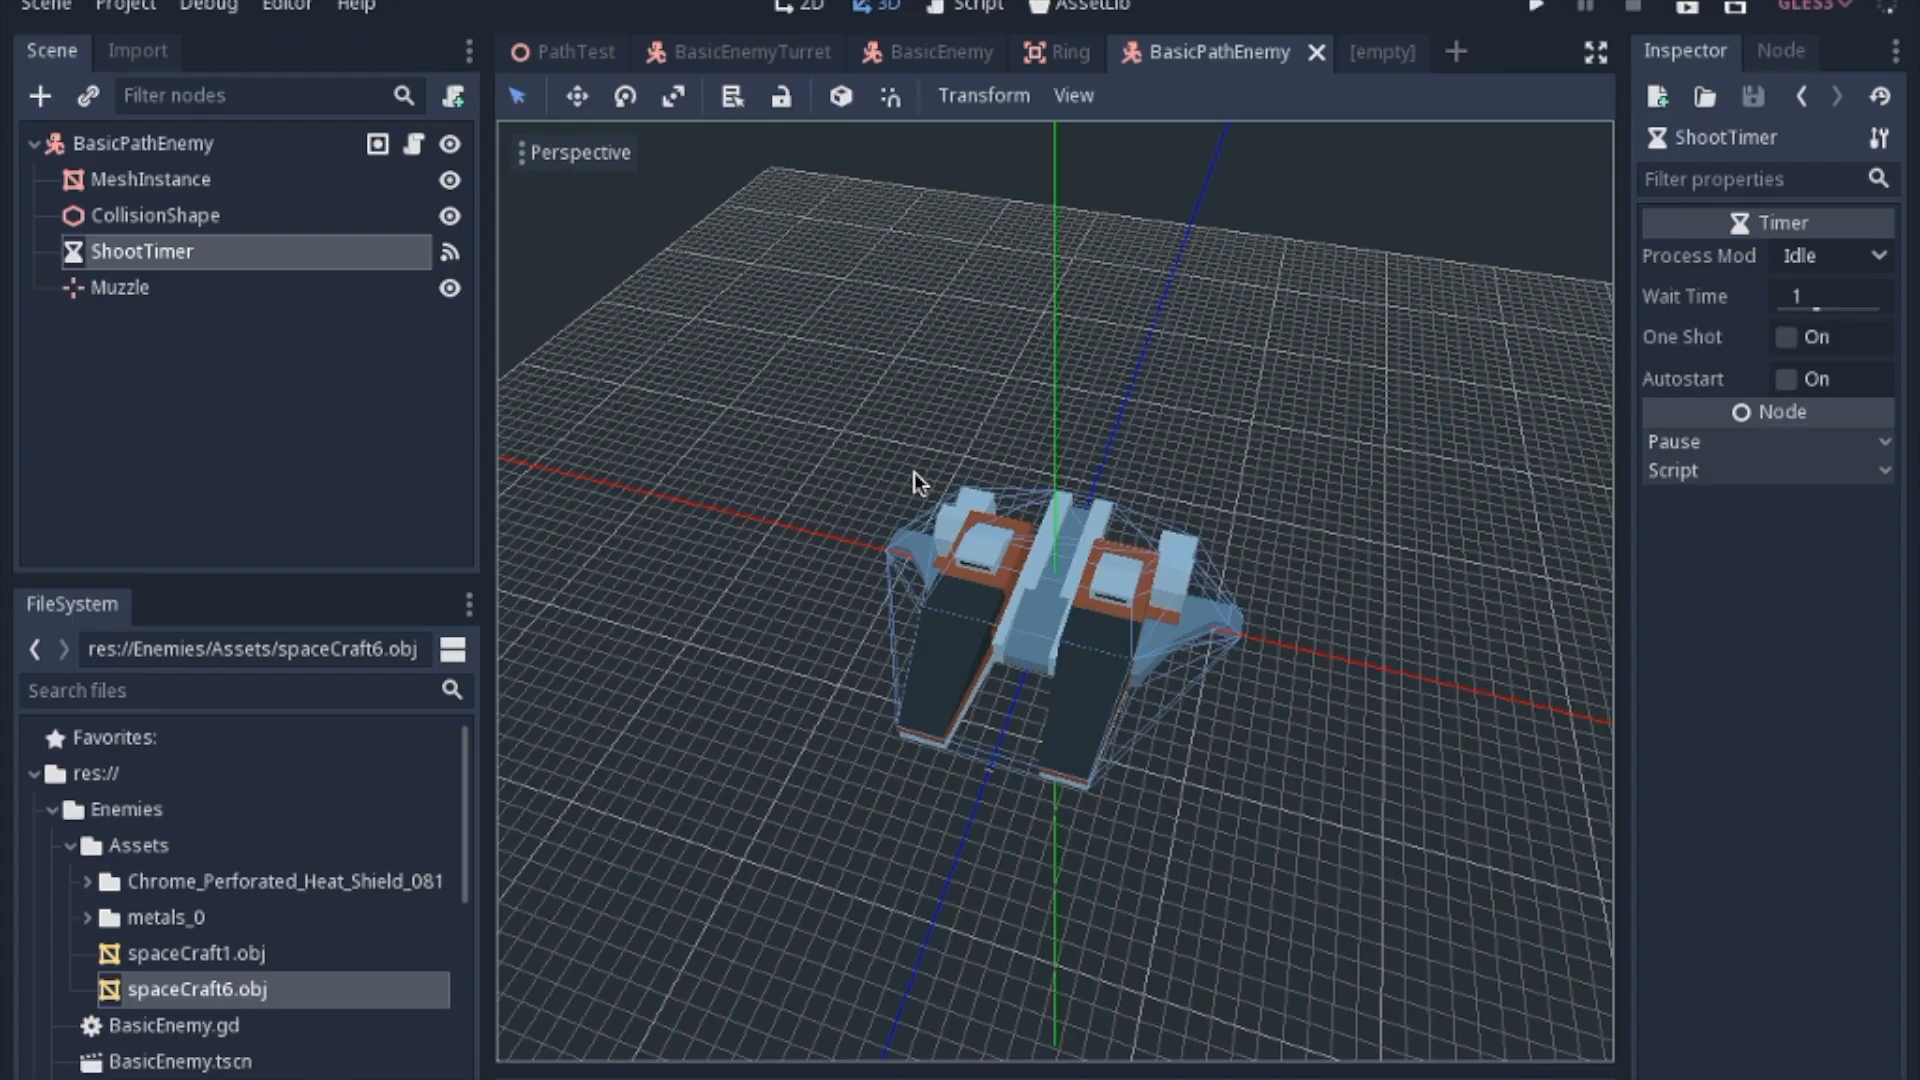 Scene Project Debug Editor Help
2D 3D Script AssetLib
GLES3
Scene Import
PathTest BasicEnemyTurret BasicEnemy Ring BasicPathEnemy [empty]
Inspector Node
Filter nodes
Transform View
BasicPathEnemy
MeshInstance
CollisionShape
ShootTimer
Muzzle
Perspective
ShootTimer
Filter properties
Timer
Process Mod Idle
Wait Time 1
One Shot On
Autostart On
Node
Pause
Script
FileSystem
res://Enemies/Assets/spaceCraft6.obj
Search files
Favorites:
res://
Enemies
Assets
Chrome_Perforated_Heat_Shield_081
metals_0
spaceCraft1.obj
spaceCraft6.obj
BasicEnemy.gd
BasicEnemy.tscn